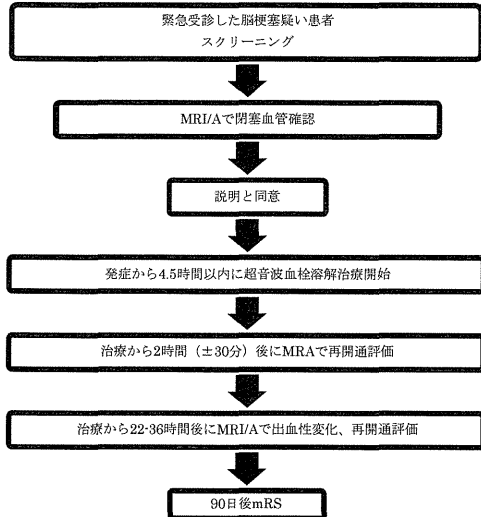 緊急受診した脳梗塞疑い患者
スクリーニング
MRI/Aで閉塞血管確認
説明と同意
発症から4.5時間以内に超音波血栓溶解治療開始
治療から2時間（±30分）後にMRAで再開通評価
治療から22-36時間後にMRI/Aで出血性変化、再開通評価
90日後mRS